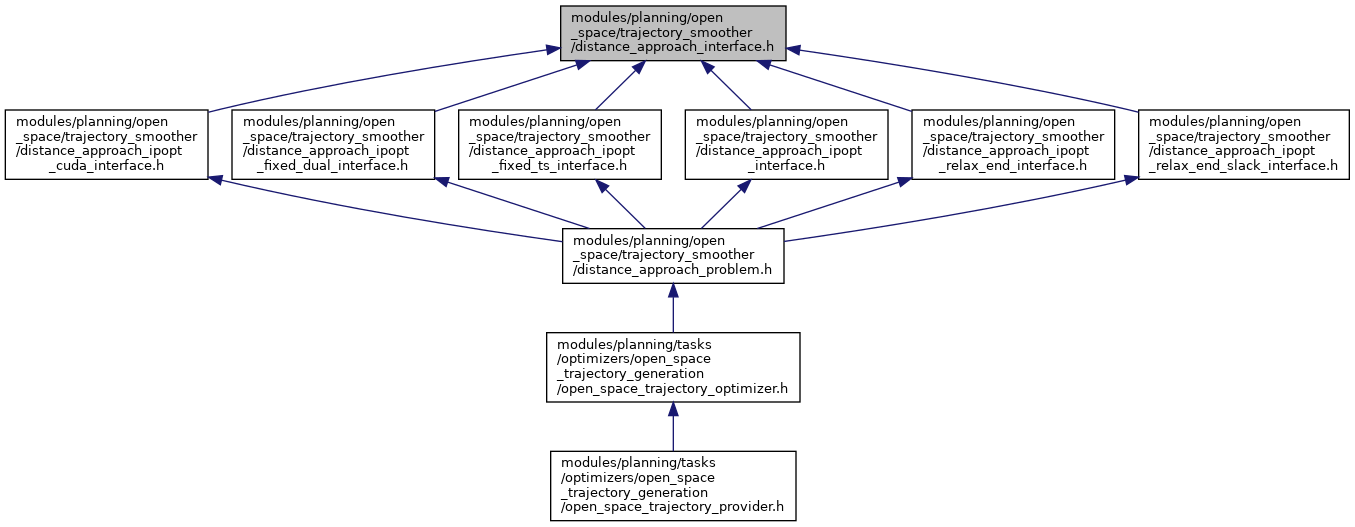 modules/planning/open
_space/trajectory_smoother
/distance_approach_interface.h
modules/planning/open
_space/trajectory_smoother
/distance_approach_ipopt
_cuda_interface.h
modules/planning/open
_space/trajectory_smoother
/distance_approach_ipopt
_fixed_dual_interface.h
modules/planning/open
_space/trajectory_smoother
/distance_approach_ipopt
_fixed_ts_interface.h
modules/planning/open
_space/trajectory_smoother
/distance_approach_ipopt
_interface.h
modules/planning/open
_space/trajectory_smoother
/distance_approach_ipopt
_relax_end_interface.h
modules/planning/open
_space/trajectory_smoother
/distance_approach_ipopt
_relax_end_slack_interface.h
modules/planning/open
_space/trajectory_smoother
/distance_approach_problem.h
modules/planning/tasks
/optimizers/open_space
_trajectory_generation
/open_space_trajectory_optimizer.h
modules/planning/tasks
/optimizers/open_space
_trajectory_generation
/open_space_trajectory_provider.h